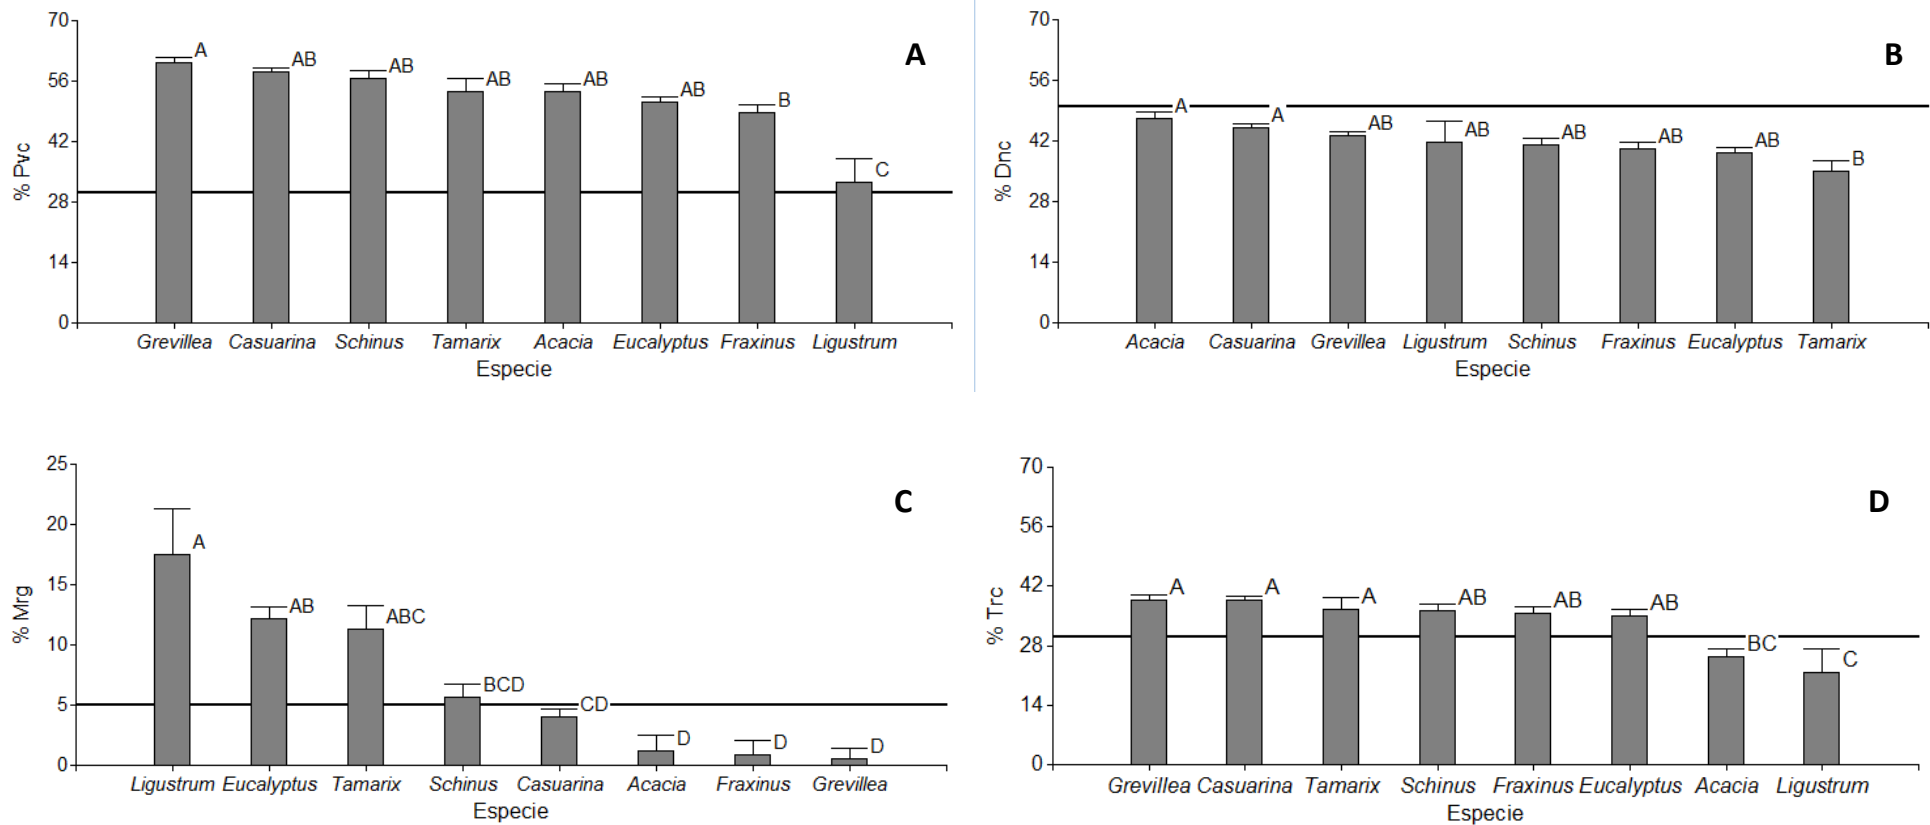 A
70
56
42
28
14
0
% Pvc
A
AB
AB
AB
AB
AB
B
C
Grevillea Casuarina Schinus Tamarix Acacia Eucalyptus Fraxinus Ligustrum
Especie
B
70
56
42
28
14
0
% Dnc
A
A
AB
AB
AB
AB
AB
B
Acacia Casuarina Grevillea Ligustrum Schinus Fraxinus Eucalyptus Tamarix
Especie
C
25
20
15
10
5
0
% Mrg
A
AB
ABC
BCD
CD
D
D
D
Ligustrum Eucalyptus Tamarix Schinus Casuarina Acacia Fraxinus Grevillea
Especie
D
70
56
42
28
14
0
% Trc
A
A
A
AB
AB
AB
BC
C
Grevillea Casuarina Tamarix Schinus Fraxinus Eucalyptus Acacia Ligustrum
Especie